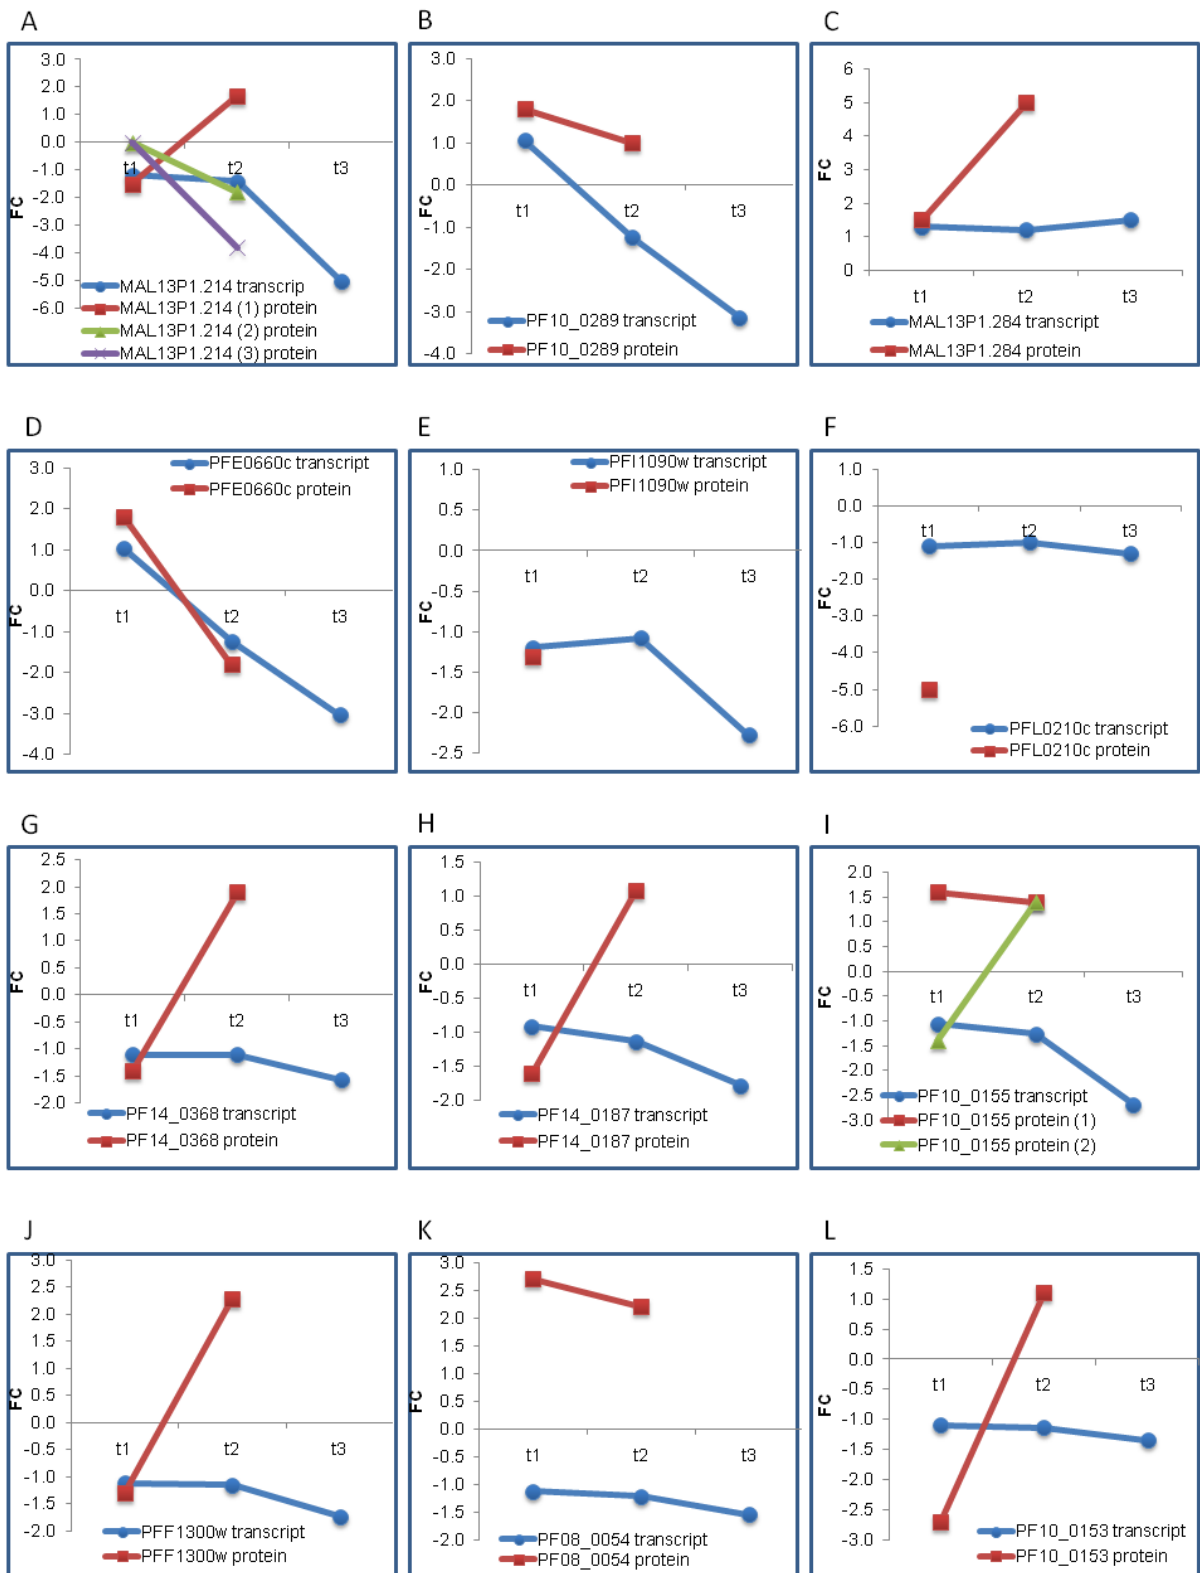 A
3.0
2.0
1.0
0.0
-1.0
-2.0
-3.0
-4.0
-5.0
-6.0
FC
t1
t2
t3
MAL13P1.214 transcrip
MAL13P1.214 (1) protein
MAL13P1.214 (2) protein
MAL13P1.214 (3) protein
B
3.0
2.0
1.0
0.0
-1.0
-2.0
-3.0
-4.0
FC
t1
t2
t3
PF10_0289 transcript
PF10_0289 protein
C
6
5
4
3
2
1
0
FC
t1
t2
t3
MAL13P1.284 transcript
MAL13P1.284 protein
D
3.0
2.0
1.0
0.0
-1.0
-2.0
-3.0
-4.0
FC
t1
t2
t3
PFE0660c transcript
PFE0660c protein
E
1.0
0.5
0.0
-0.5
-1.0
-1.5
-2.0
-2.5
FC
t1
t2
t3
PFI1090w transcript
PFI1090w protein
F
1.0
0.0
-1.0
-2.0
-3.0
-4.0
-5.0
-6.0
FC
t1
t2
t3
PFL0210c transcript
PFL0210c protein
G
2.5
2.0
1.5
1.0
0.5
0.0
-0.5
-1.0
-1.5
-2.0
FC
t1
t2
t3
PF14_0368 transcript
PF14_0368 protein
H
1.5
1.0
0.5
0.0
-0.5
-1.0
-1.5
-2.0
FC
t1
t2
t3
PF14_0187 transcript
PF14_0187 protein
I
2.0
1.5
1.0
0.5
0.0
-0.5
-1.0
-1.5
-2.0
-2.5
-3.0
FC
t1
t2
t3
PF10_0155 transcript
PF10_0155 protein (1)
PF10_0155 protein (2)
J
3.0
2.5
2.0
1.5
1.0
0.5
0.0
-0.5
-1.0
-1.5
-2.0
FC
t1
t2
t3
PFF1300w transcript
PFF1300w protein
K
3.0
2.5
2.0
1.5
1.0
0.5
0.0
-0.5
-1.0
-1.5
-2.0
FC
t1
t2
t3
PF08_0054 transcript
PF08_0054 protein
L
1.5
1.0
0.5
0.0
-0.5
-1.0
-1.5
-2.0
-2.5
-3.0
FC
t1
t2
t3
PF10_0153 transcript
PF10_0153 protein